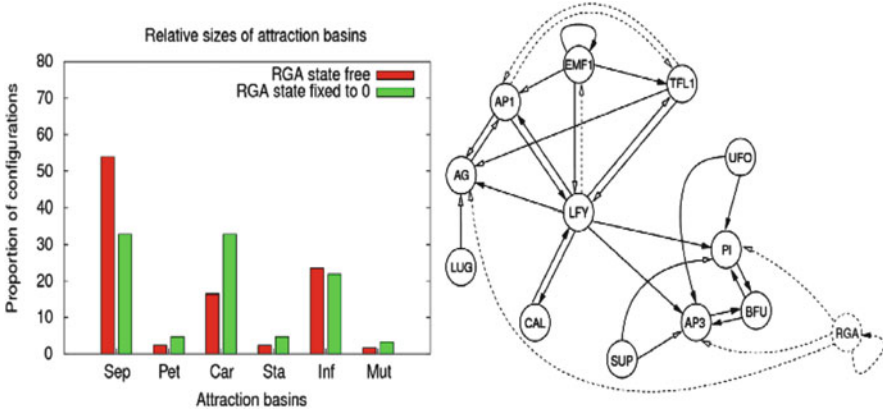 Relative sizes of attraction basins
RGA state free
RGA state fixed to 0
Proportion of configurations
80
70
60
50
40
30
20
10
0
Sep Pet Car Sta Inf Mut
Attraction basins
EMF1
TFL1
AP1
UFO
AG
LFY
PI
LUG
BFU
CAL
AP3
RGA
SUP